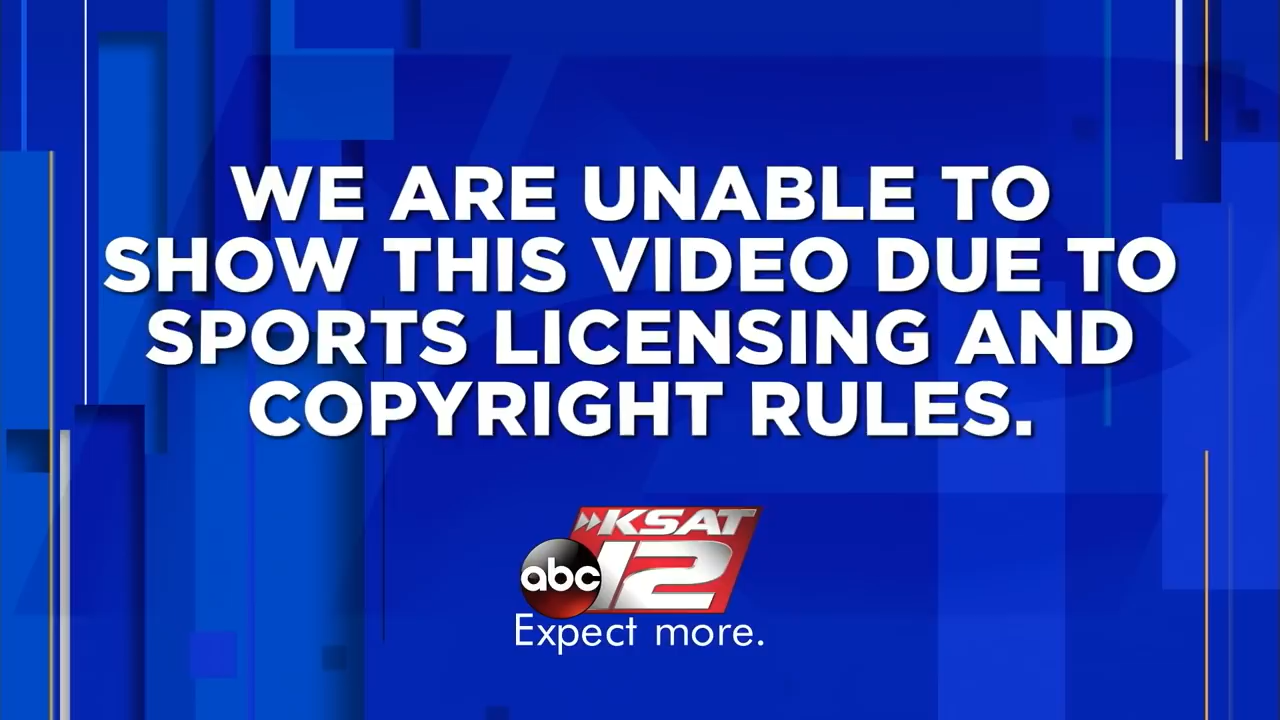 WE ARE UNABLE TO
SHOW THIS VIDEO DUE TO
SPORTS LICENSING AND
COPYRIGHT RULES.
KSAT
abc 12
Expect more.